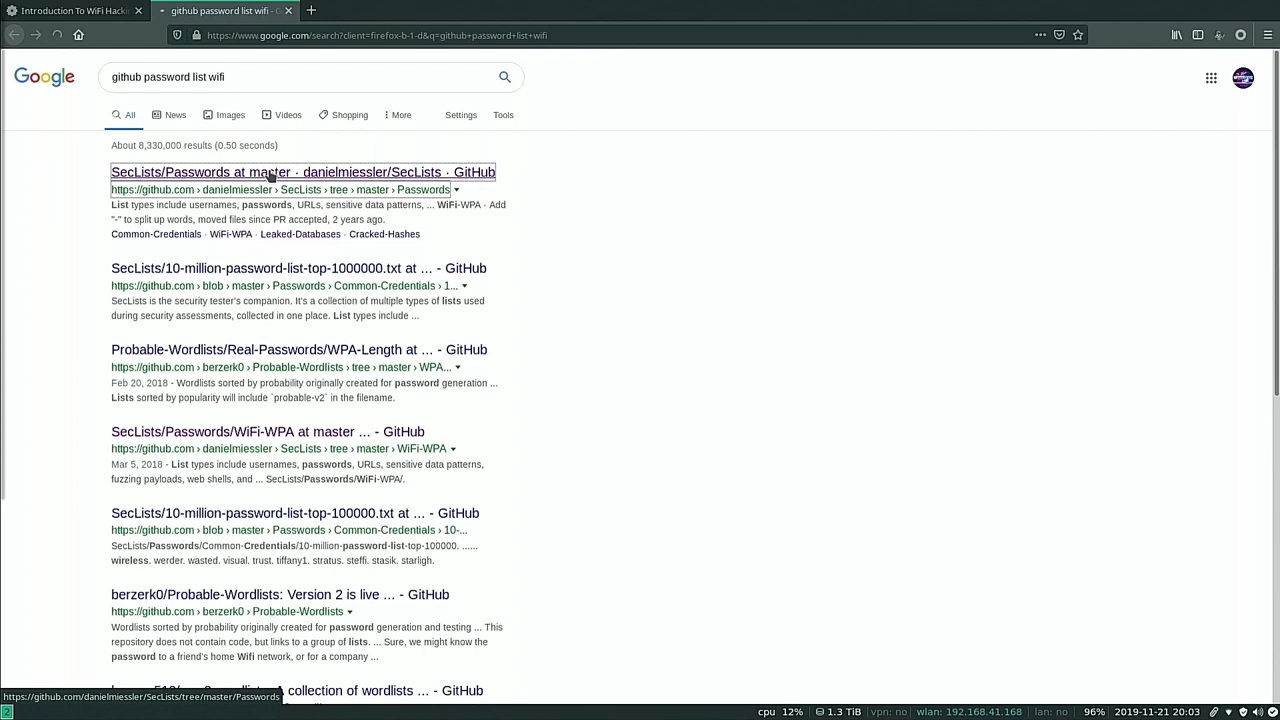 Introduction To WiFi Hackin
github password list wifi - G
https://www.google.com/search?client=firefox-b-1-d&q=github+password+list+wifi
Google
github password list wifi
All
News
Images
Videos
Shopping
More
Settings
Tools
About 8,330,000 results (0.50 seconds)
SecLists/Passwords at master · danielmiessler/SecLists · GitHub
https://github.com › danielmiessler › SecLists › tree › master › Passwords
List types include usernames, passwords, URLs, sensitive data patterns, ... WiFi-WPA · Add
"-" to split up words, moved files since PR accepted, 2 years ago.
Common-Credentials · WiFi-WPA · Leaked-Databases · Cracked-Hashes
SecLists/10-million-password-list-top-1000000.txt at ... - GitHub
https://github.com › blob › master › Passwords › Common-Credentials › 1...
SecLists is the security tester's companion. It's a collection of multiple types of lists used
during security assessments, collected in one place. List types include ...
Probable-Wordlists/Real-Passwords/WPA-Length at ... - GitHub
https://github.com › berzerk0 › Probable-Wordlists › tree › master › WPA...
Feb 20, 2018 - Wordlists sorted by probability originally created for password generation ...
Lists sorted by popularity will include `probable-v2` in the filename.
SecLists/Passwords/WiFi-WPA at master ... - GitHub
https://github.com › danielmiessler › SecLists › tree › master › WiFi-WPA
Mar 5, 2018 - List types include usernames, passwords, URLs, sensitive data patterns,
fuzzing payloads, web shells, and ... SecLists/Passwords/WiFi-WPA/.
SecLists/10-million-password-list-top-100000.txt at ... - GitHub
https://github.com › blob › master › Passwords › Common-Credentials › 10-...
SecLists/Passwords/Common-Credentials/10-million-password-list-top-100000. ......
wireless. werder. wasted. visual. trust. tiffany1. stratus. steffi. stasik. starligh.
berzerk0/Probable-Wordlists: Version 2 is live ... - GitHub
https://github.com › berzerk0 › Probable-Wordlists
Wordlists sorted by probability originally created for password generation and testing ... This
repository does not contain code, but links to a group of lists. ... Sure, we might know the
password to a friend's home Wifi network, or for a company ...
collection of wordlists ... - GitHub
https://github.com/danielmiessler/SecLists/tree/master/Passwords
2
cpu 12%
1.3 TiB
vpn: no
wlan: 192.168.41.168
lan: no
96%
2019-11-21 20:03